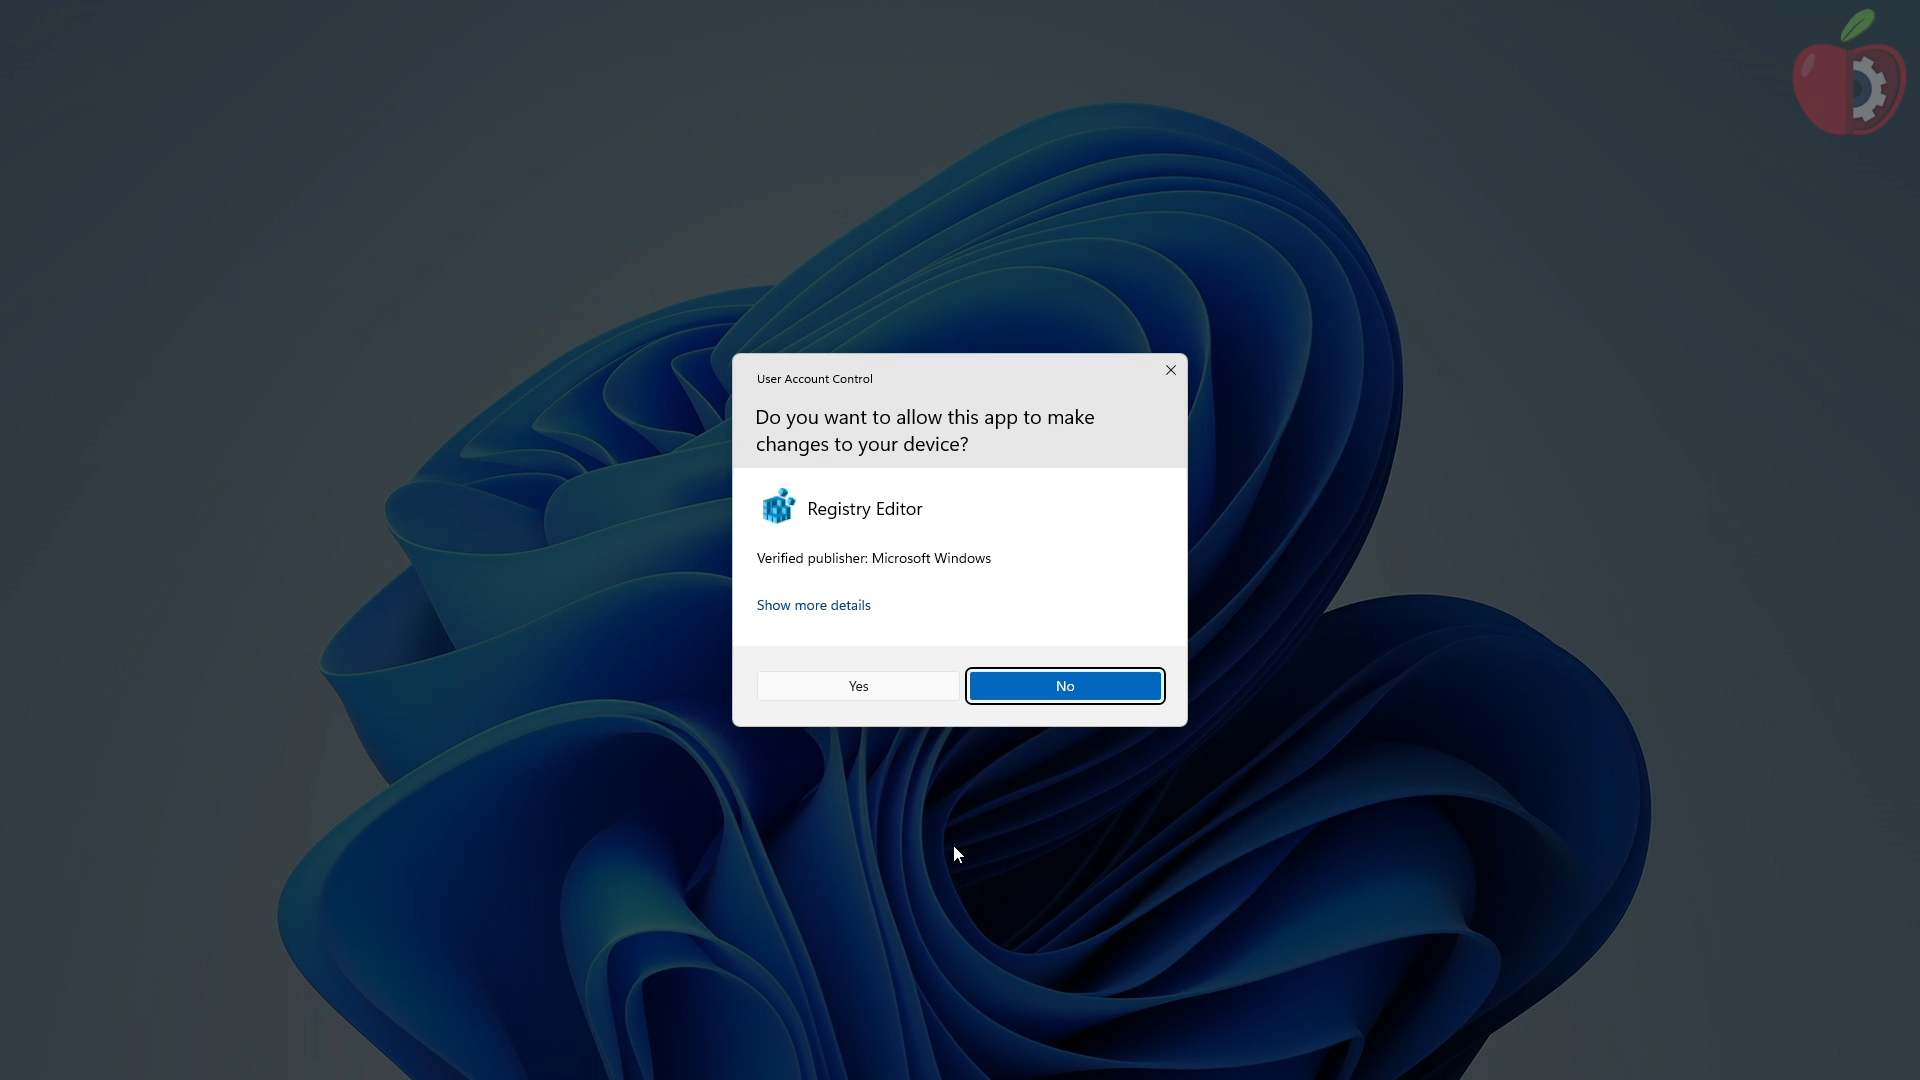 User Account Control
Do you want to allow this app to make
changes to your device?
Registry Editor
Verified publisher: Microsoft Windows
Show more details
Yes
No